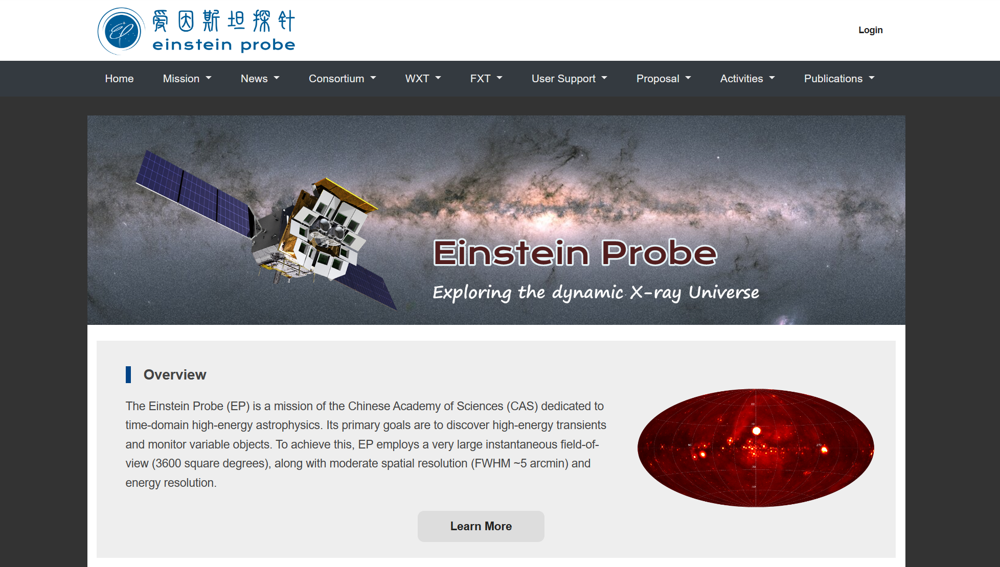 爱因斯坦探针
einstein probe
Login
Home Mission News Consortium WXT FXT User Support Proposal Activities Publications
Einstein Probe
Exploring the dynamic X-ray Universe
Overview
The Einstein Probe (EP) is a mission of the Chinese Academy of Sciences (CAS) dedicated to
time-domain high-energy astrophysics. Its primary goals are to discover high-energy transients
and monitor variable objects. To achieve this, EP employs a very large instantaneous field-of-
view (3600 square degrees), along with moderate spatial resolution (FWHM ~5 arcmin) and
energy resolution.
60
30
90
270
Learn More